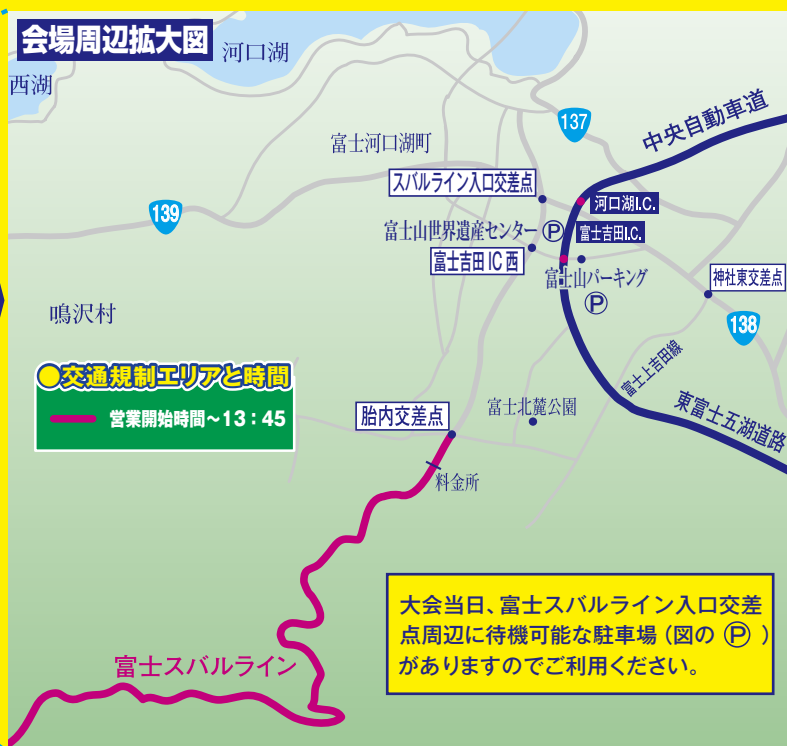 会場周辺拡大図
河口湖
西湖
137
中央自動車道
富士河口湖町
スバルライン入口交差点
河口湖I.C.
139
富士山世界遺産センター Ⓟ
富士吉田I.C.
富士吉田 IC 西
富士山パーキング
Ⓟ
神社東交差点
鳴沢村
138
●交通規制エリアと時間
営業開始時間～13：45
富士上吉田線
胎内交差点
富士北麓公園
東富士五湖道路
料金所
大会当日、富士スバルライン入口交差
点周辺に待機可能な駐車場（図の Ⓟ ）
がありますのでご利用ください。
富士スバルライン